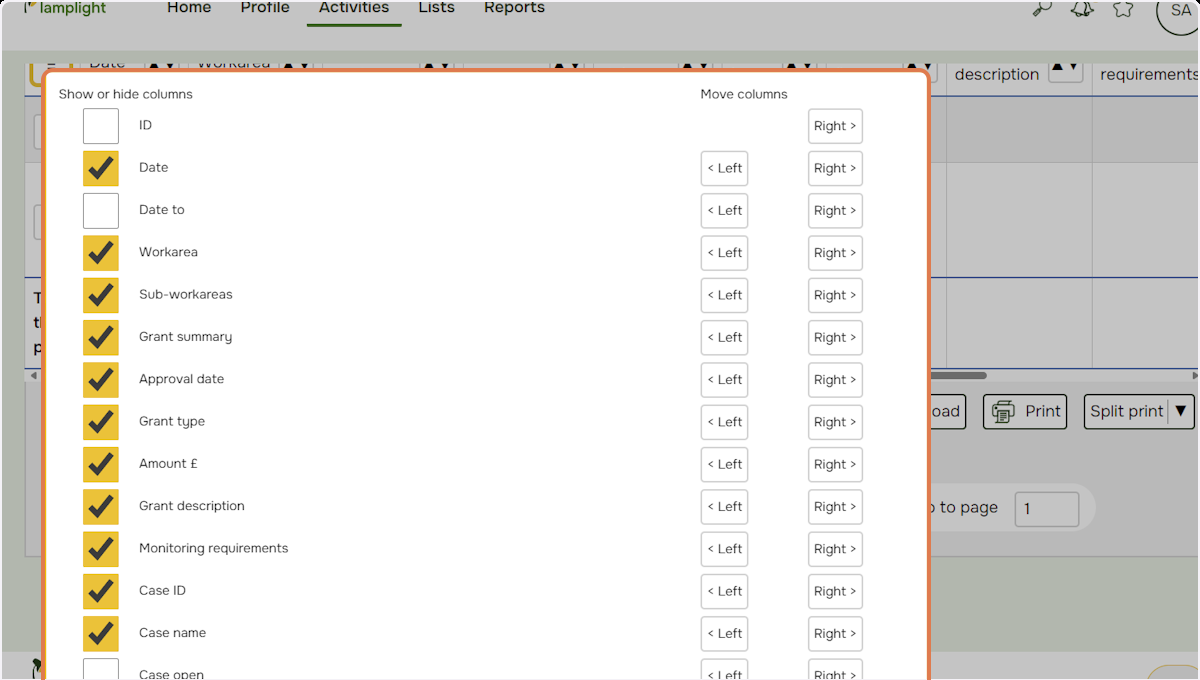 lamplight Home Profile Activities Lists Reports SA
Date Workarea description requirements
Show or hide columns Move columns
ID Right >
Date < Left Right >
Date to < Left Right >
Workarea < Left Right >
Sub-workareas < Left Right >
Grant summary < Left Right >
Approval date < Left Right >
Grant type < Left Right >
Amount £ < Left Right >
Grant description < Left Right >
Monitoring requirements < Left Right >
Case ID < Left Right >
Case name < Left Right >
Case open < Left Right >
Print Split print
to page 1